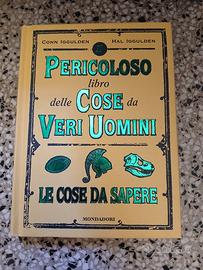 CONN IGGULDEN HAL IGGULDEN
PERICOLOSO
libro
delle COSE da
VERI UOMINI
LE COSE DA SAPERE
MONDADORI